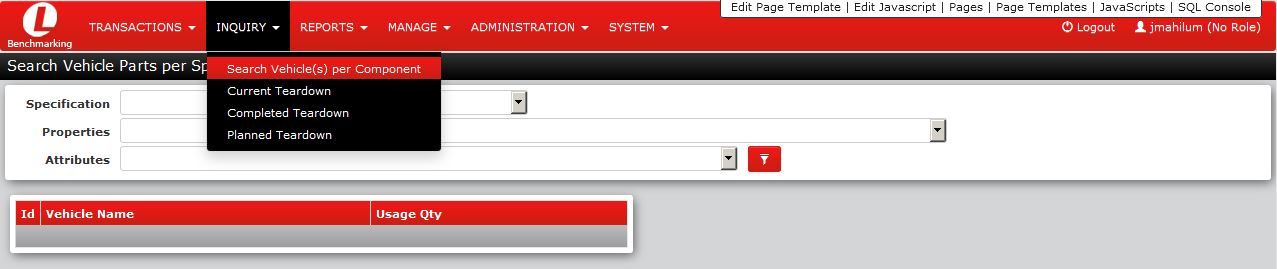 Edit Page Template | Edit Javascript | Pages | Page Templates | JavaScripts | SQL Console
L
Benchmarking
TRANSACTIONS INQUIRY REPORTS MANAGE ADMINISTRATION SYSTEM Logout jmahilum (No Role)
Search Vehicle Parts per Sp
Search Vehicle(s) per Component
Current Teardown
Completed Teardown
Planned Teardown
Specification
Properties
Attributes
Id Vehicle Name Usage Qty